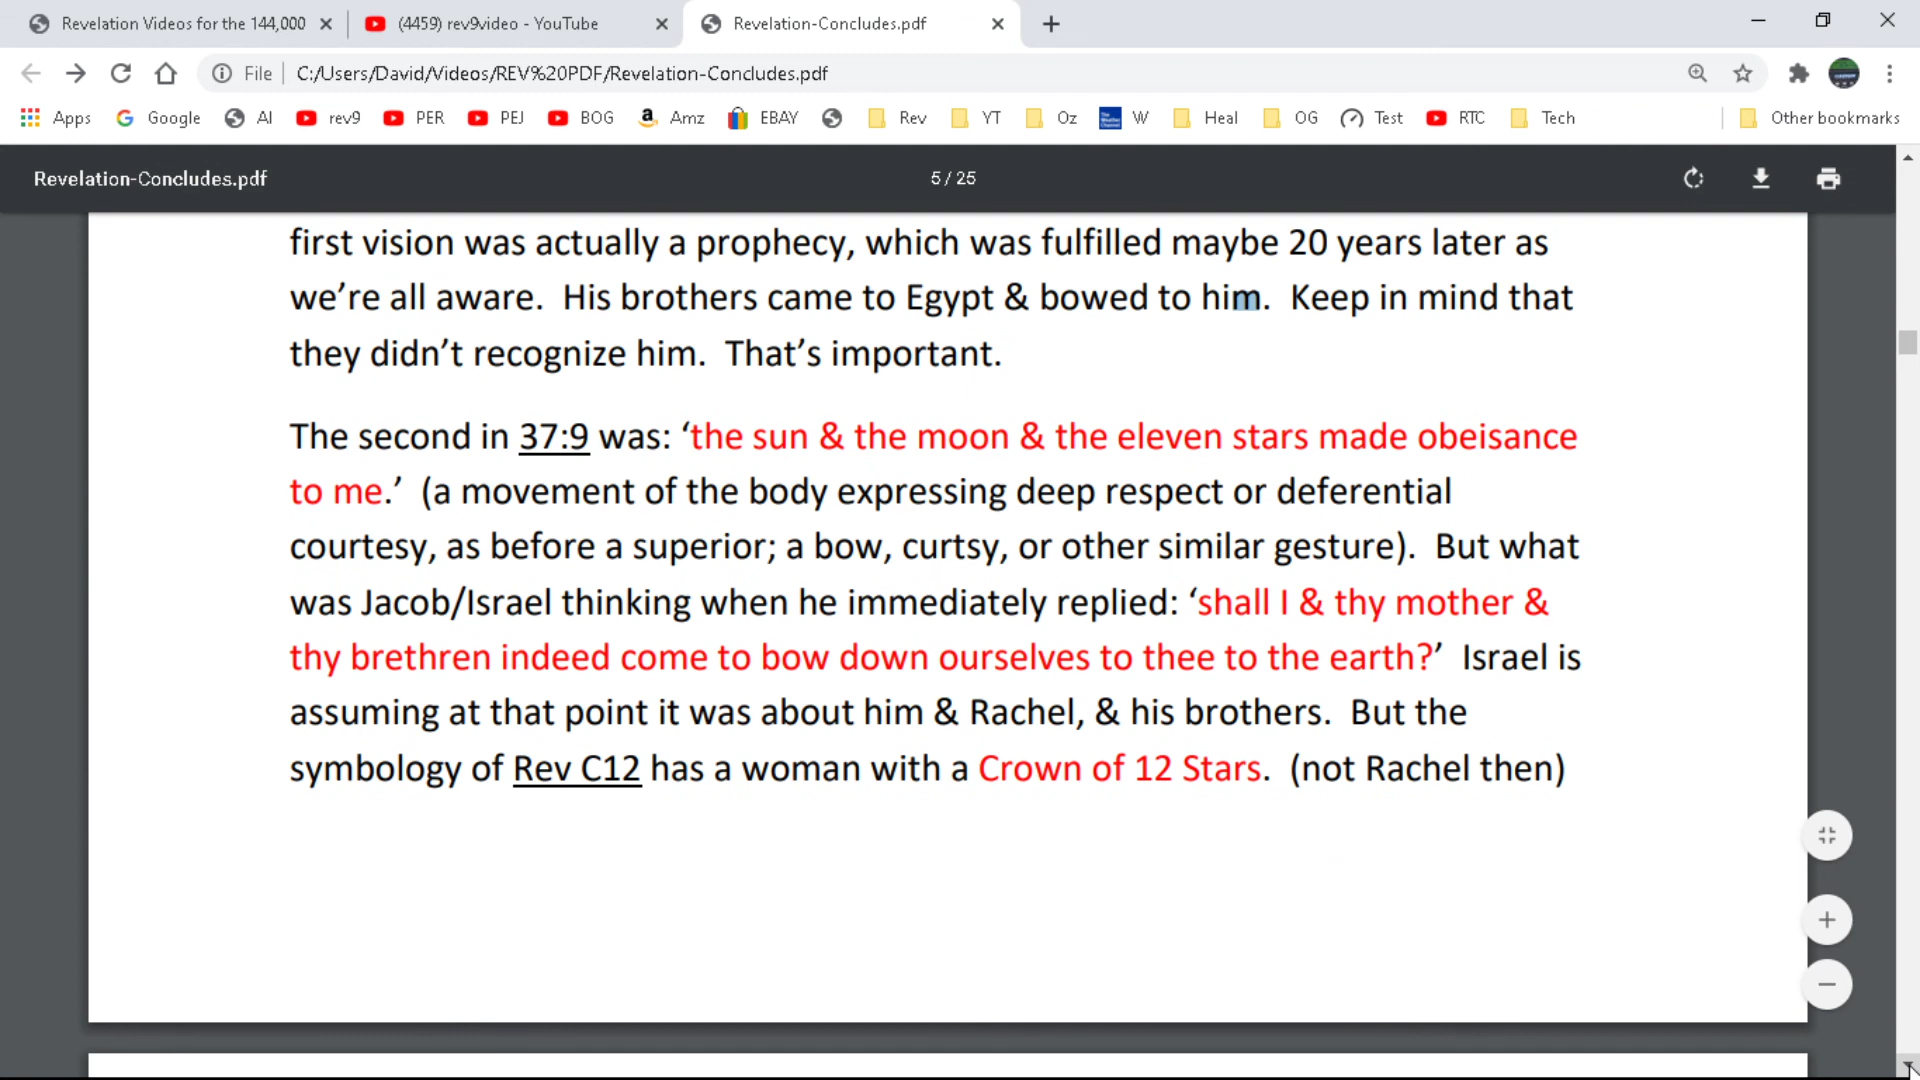 Revelation Videos for the 144,000
(4459) rev9video - YouTube
Revelation-Concludes.pdf
File
C:/Users/David/Videos/REV%20PDF/Revelation-Concludes.pdf
Apps
Google
AI
rev9
PER
PEJ
BOG
Amz
EBAY
Rev
YT
Oz
W
Heal
OG
Test
RTC
Tech
Other bookmarks
Revelation-Concludes.pdf
5 / 25
first vision was actually a prophecy, which was fulfilled maybe 20 years later as
we’re all aware.  His brothers came to Egypt & bowed to him.  Keep in mind that
they didn’t recognize him.  That’s important.
The second in 37:9 was: ‘the sun & the moon & the eleven stars made obeisance
to me.’  (a movement of the body expressing deep respect or deferential
courtesy, as before a superior; a bow, curtsy, or other similar gesture).  But what
was Jacob/Israel thinking when he immediately replied: ‘shall I & thy mother &
thy brethren indeed come to bow down ourselves to thee to the earth?’  Israel is
assuming at that point it was about him & Rachel, & his brothers.  But the
symbology of Rev C12 has a woman with a Crown of 12 Stars.  (not Rachel then)